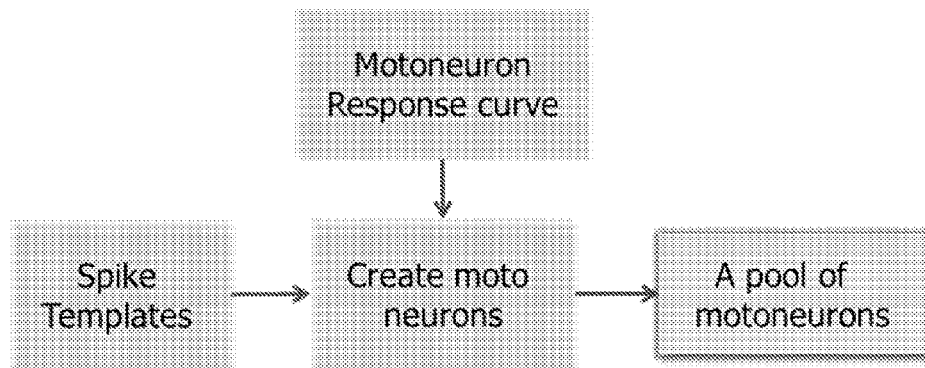 Motoneuron
Response curve
Spike
Templates
Create moto
neurons
A pool of
motoneurons